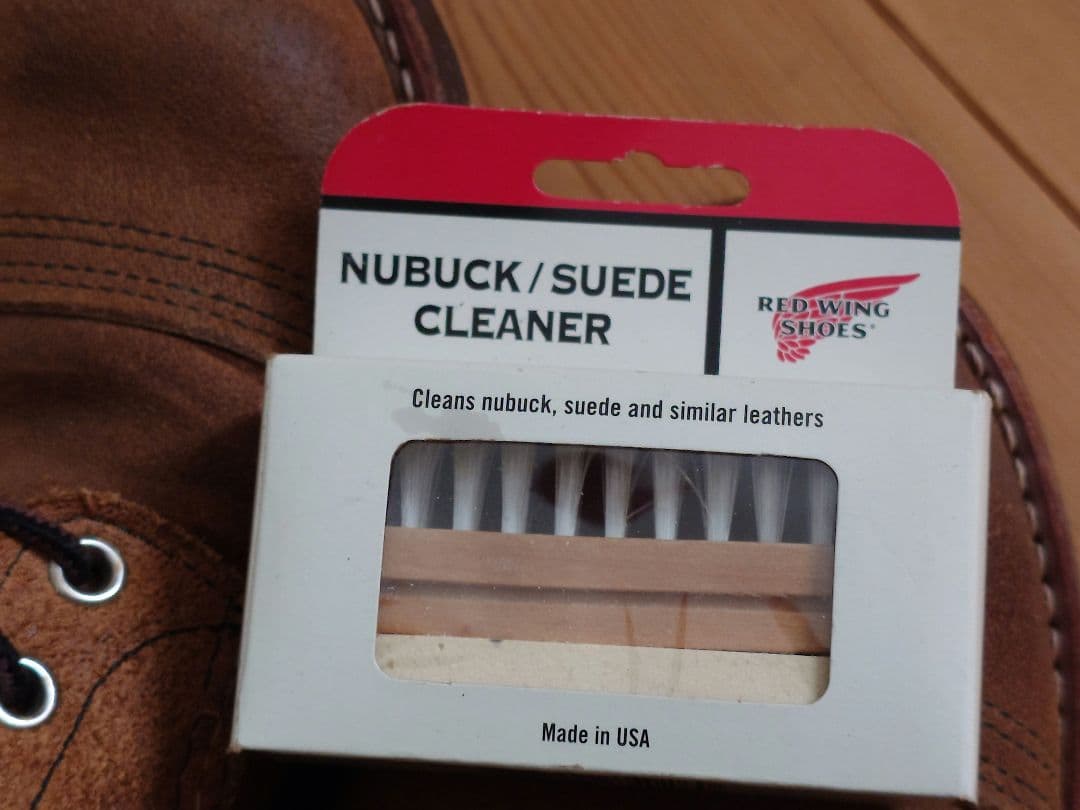 NUBUCK / SUEDE
CLEANER
RED WING
SHOES
Cleans nubuck, suede and similar leathers
Made in USA